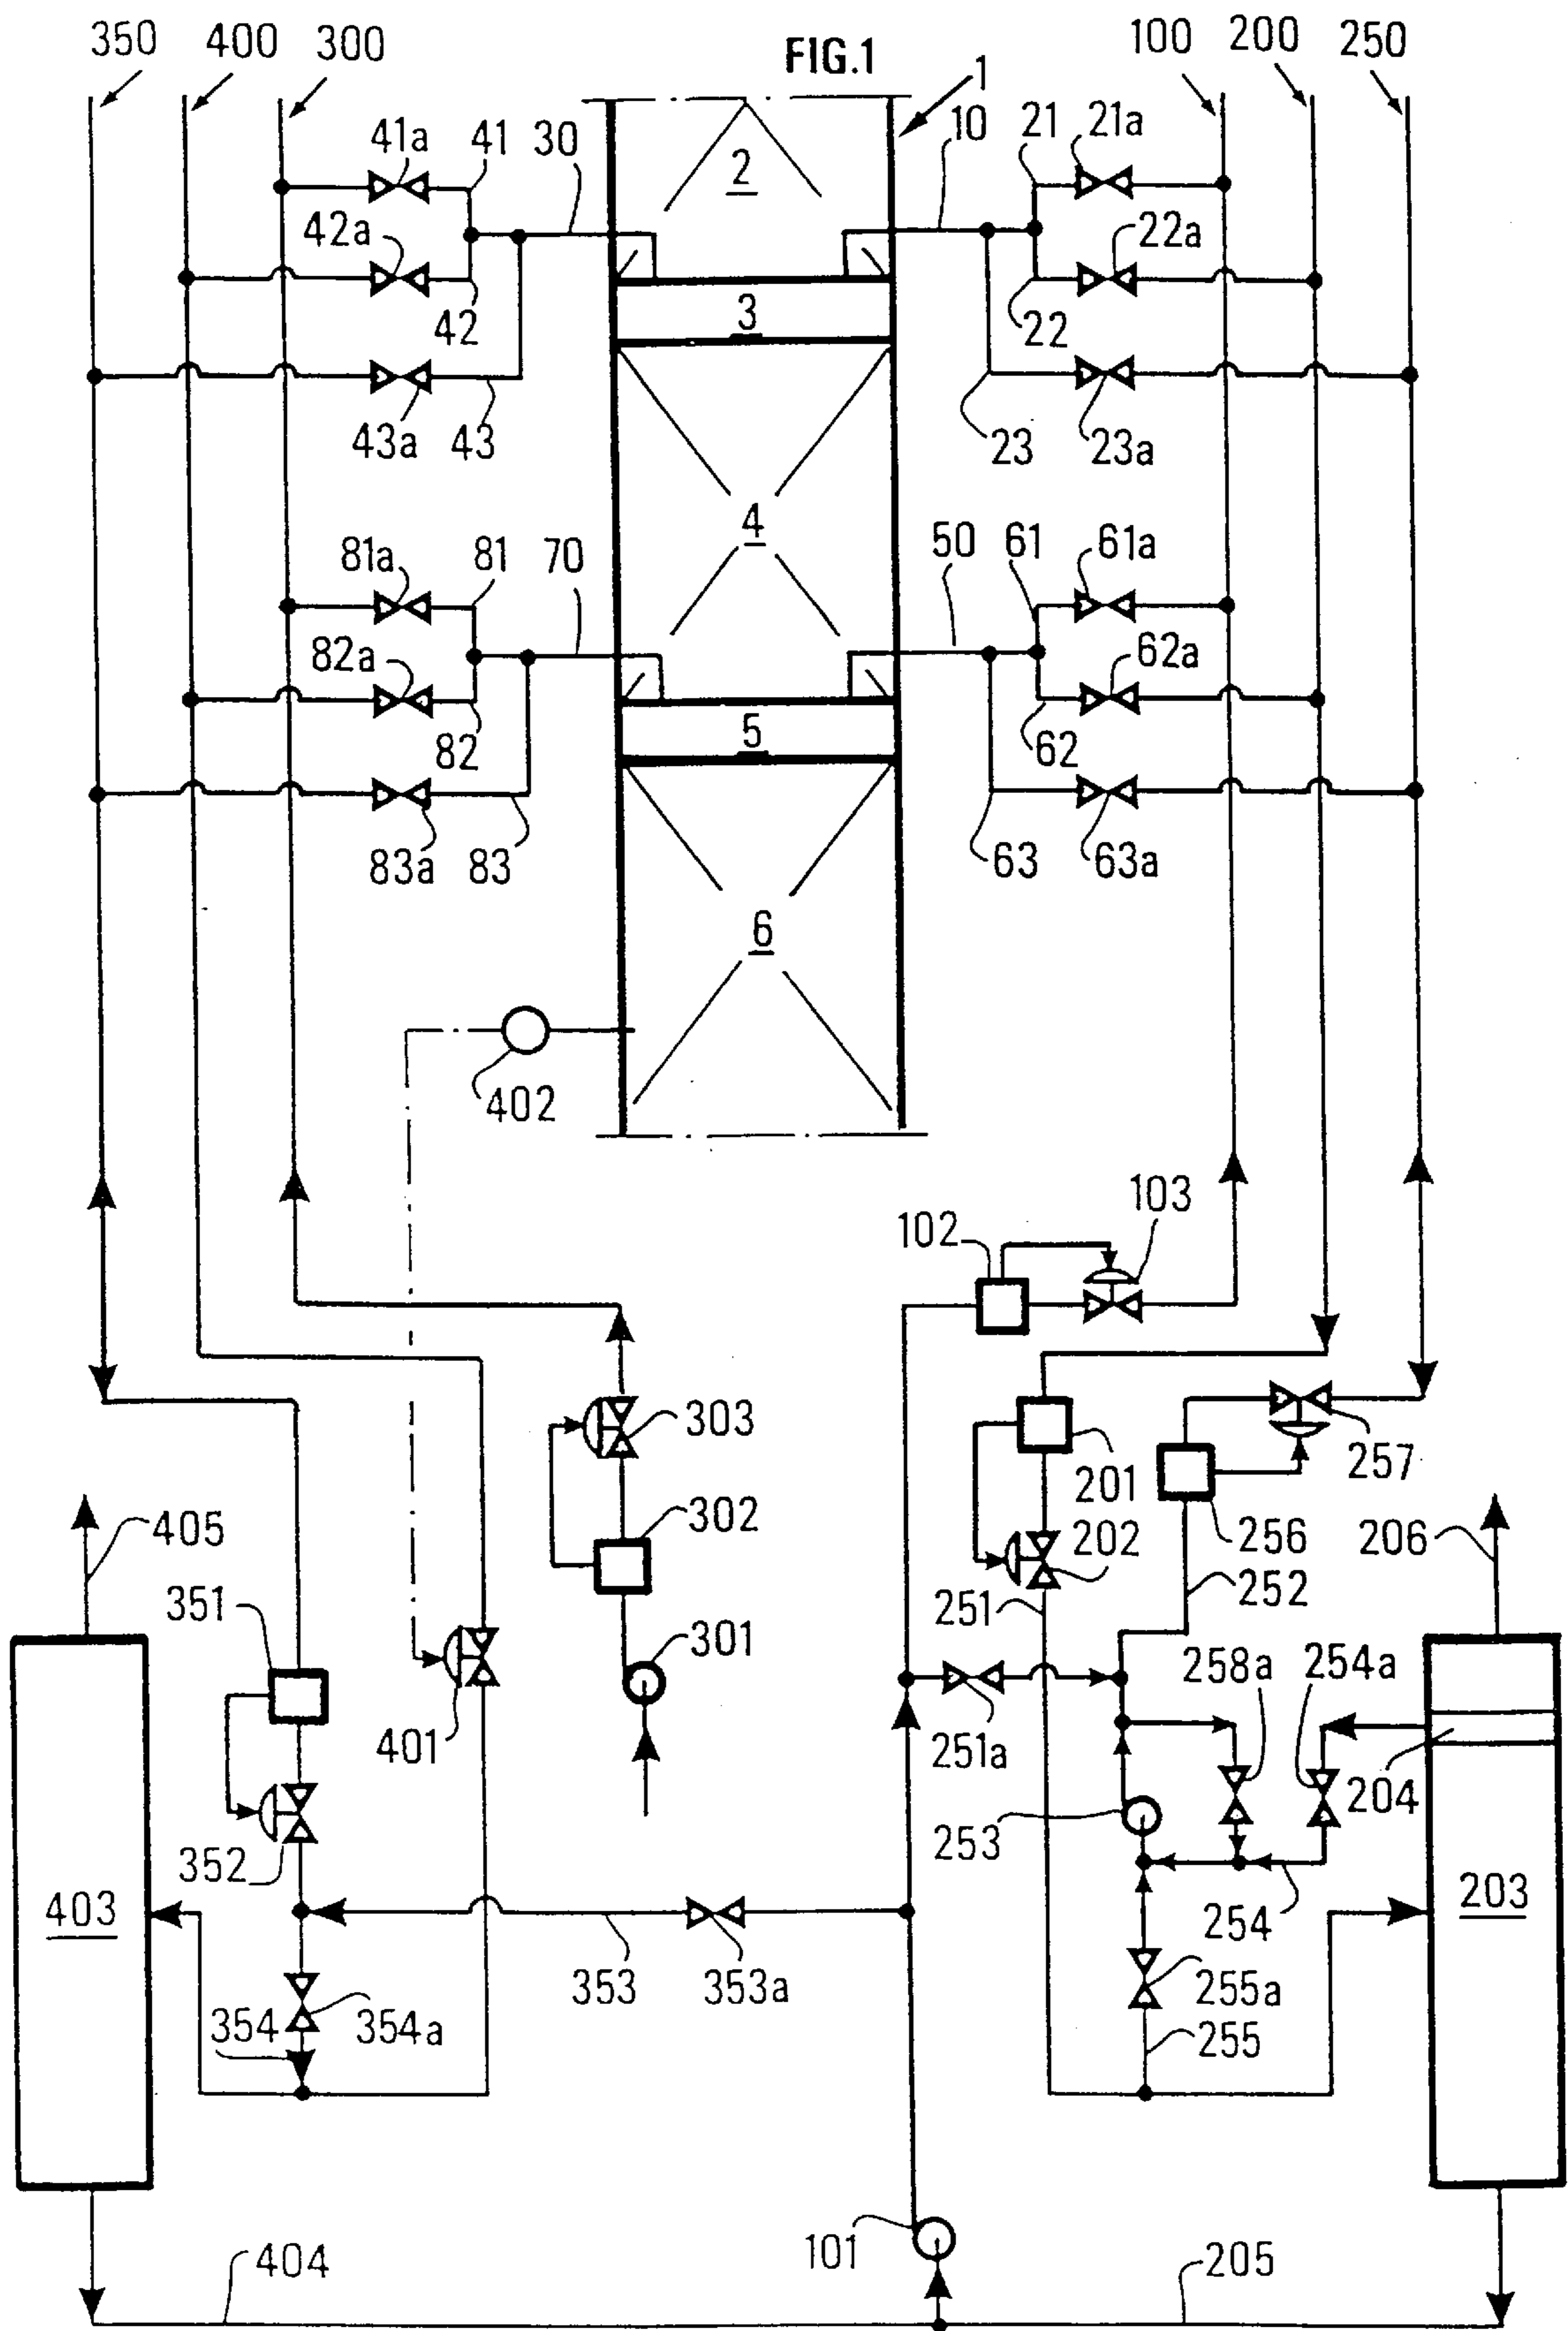 FIG.1
350 400 300 1 100 200 250
41a 41 30 2 10 21 21a
42a 22a
42 3 22
43a 43 23 23a
81a 81 70 4 50 61 61a
82a 62a
82 5 62
83a 83 63 63a
6
402
102 103
303 201 257
302 202 256
405 206
351 251 252
301 258a 254a
401 251a
204
352 253
403 203
353 353a 254
354 354a 255a
255
101
404 205